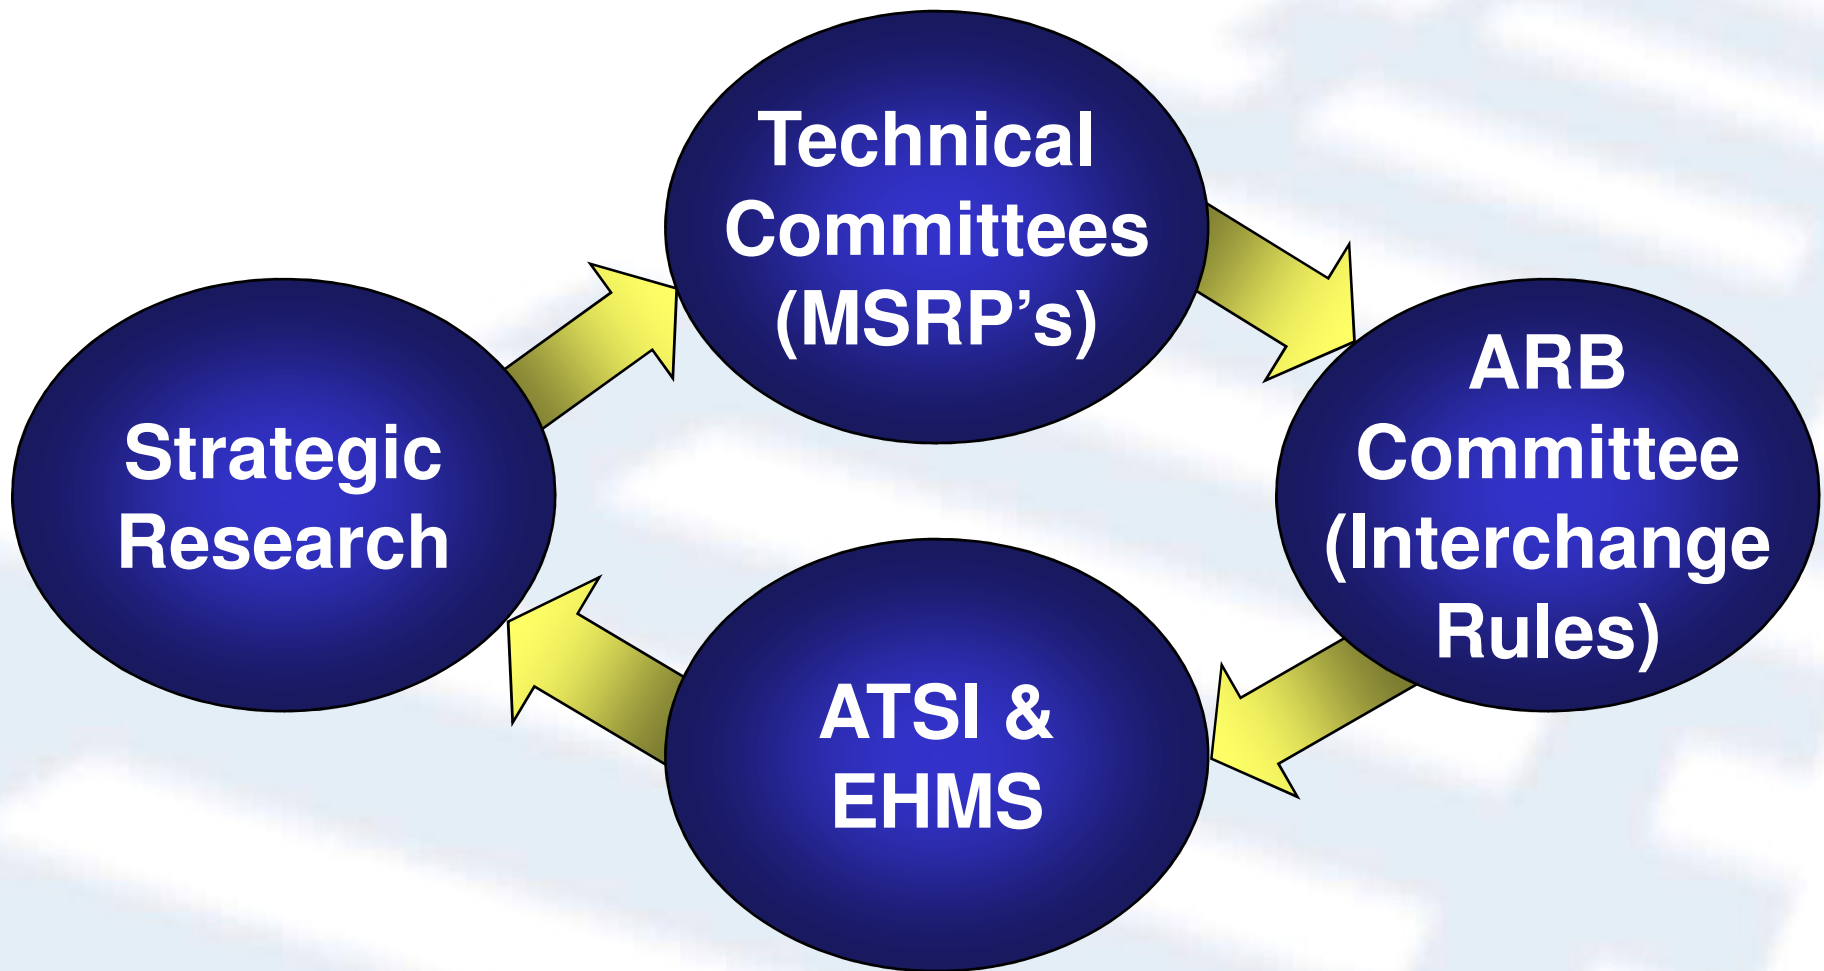 Technical
Committees
(MSRP’s)
ARB
Committee
(Interchange
Rules)
Strategic
Research
ATSI &
EHMS